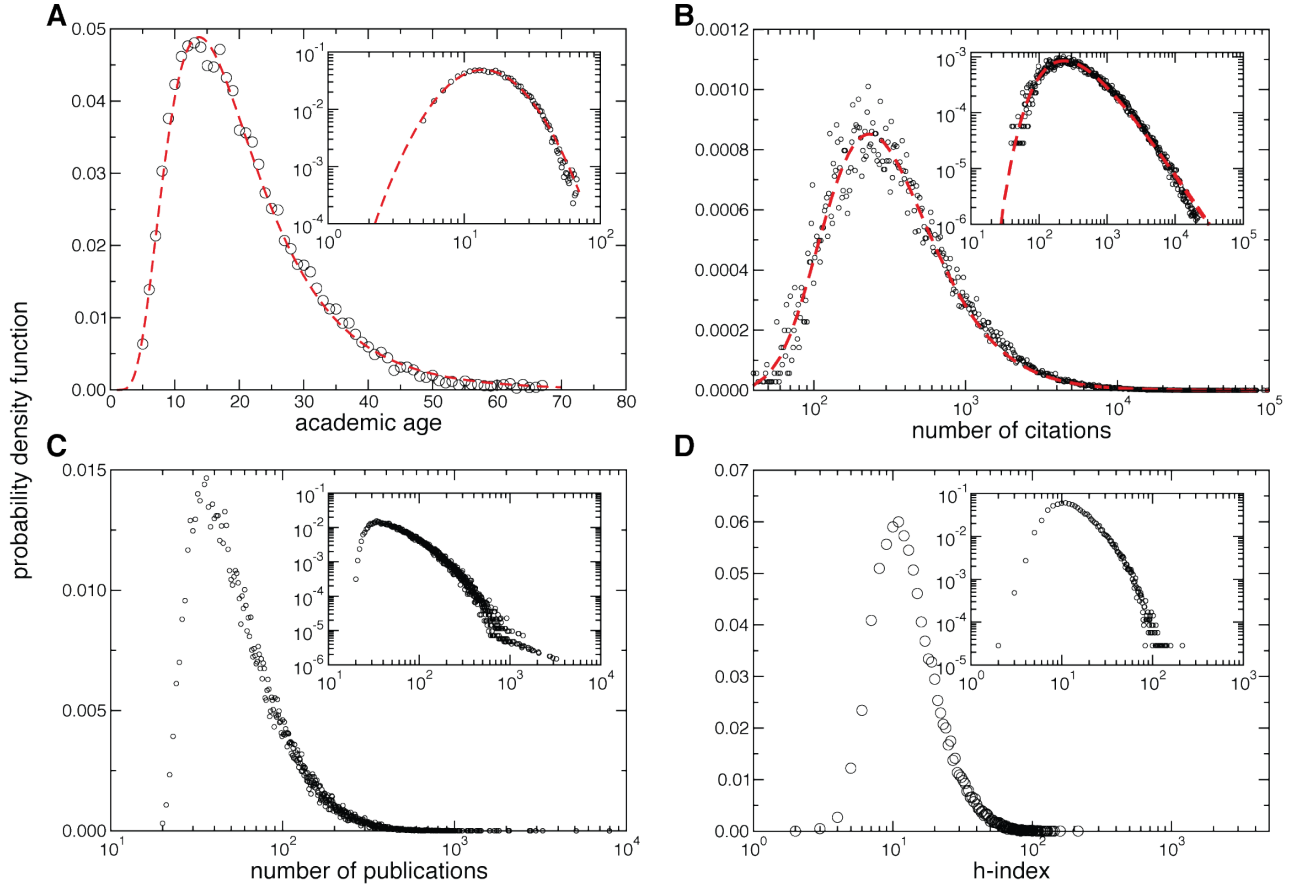 A
0.05
0.04
0.03
0.02
0.01
0.00
0 10 20 30 40 50 60 70 80
academic age
10^-1
10^-2
10^-3
10^-4
10^0 10^1 10^2
B
0.0012
0.0010
0.0008
0.0006
0.0004
0.0002
0.0000
10^2 10^3 10^4 10^5
number of citations
10^-3
10^-4
10^-5
10^-6
10^1 10^2 10^3 10^4 10^5
probability density function
C
0.015
0.010
0.005
0.000
10^1 10^2 10^3 10^4
number of publications
10^-1
10^-2
10^-3
10^-4
10^-5
10^-6
10^1 10^2 10^3 10^4
D
0.07
0.06
0.05
0.04
0.03
0.02
0.01
0.00
10^0 10^1 10^2 10^3
h-index
10^-1
10^-2
10^-3
10^-4
10^-5
10^0 10^1 10^2 10^3